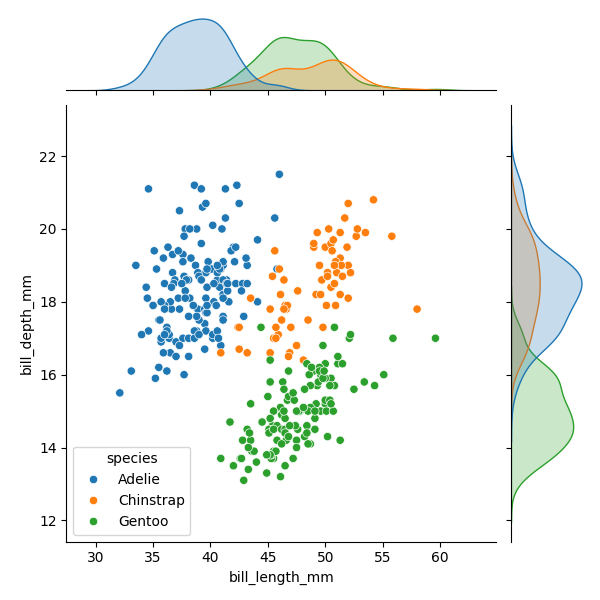 22
20
18
16
14
12
bill_depth_mm
species
Adelie
Chinstrap
Gentoo
30 35 40 45 50 55 60
bill_length_mm